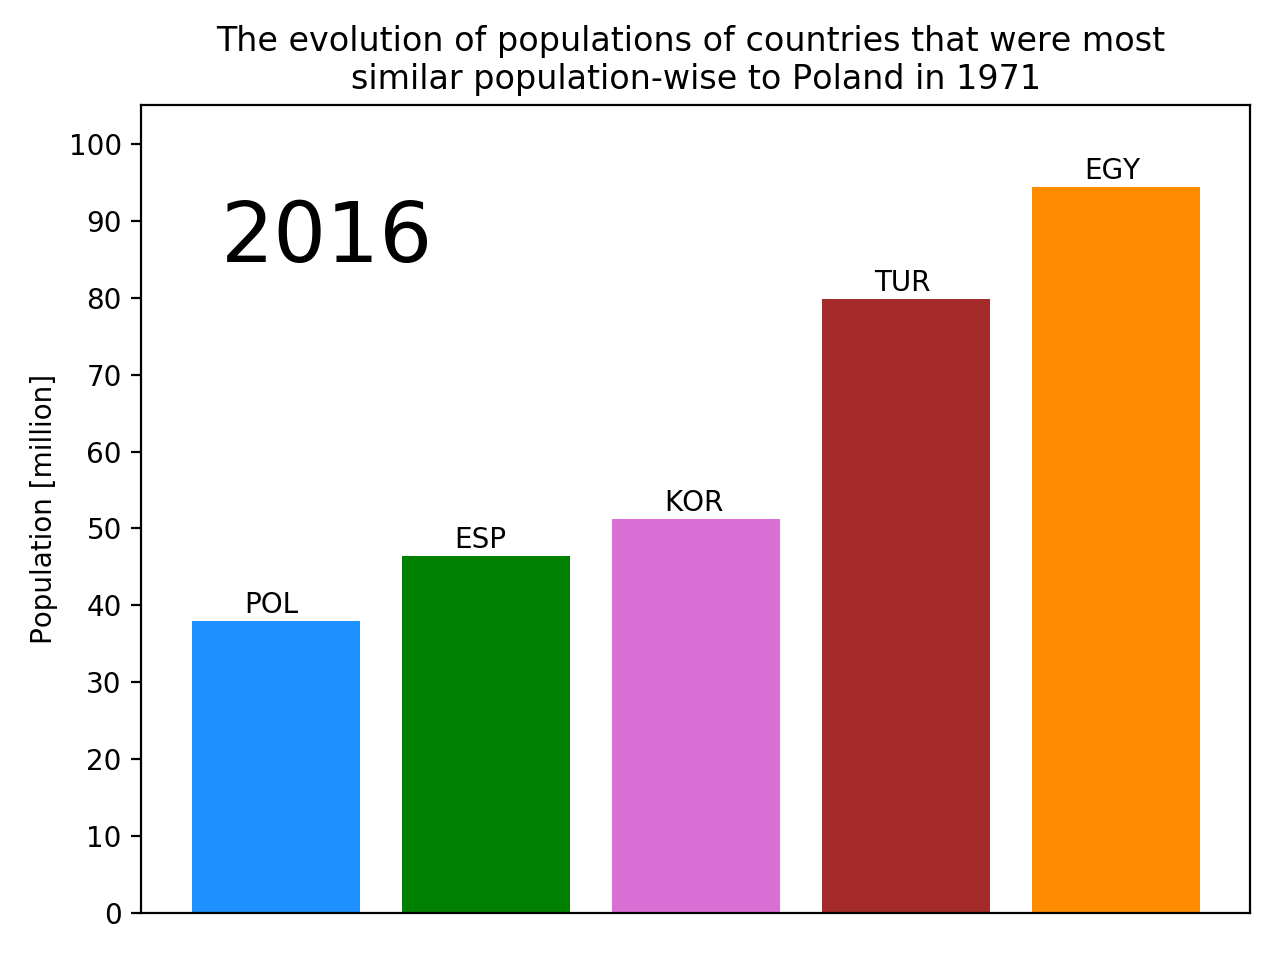 The evolution of populations of countries that were most
similar population-wise to Poland in 1971
2016
Population [million]
100
90
80
70
60
50
40
30
20
10
0
POL
ESP
KOR
TUR
EGY